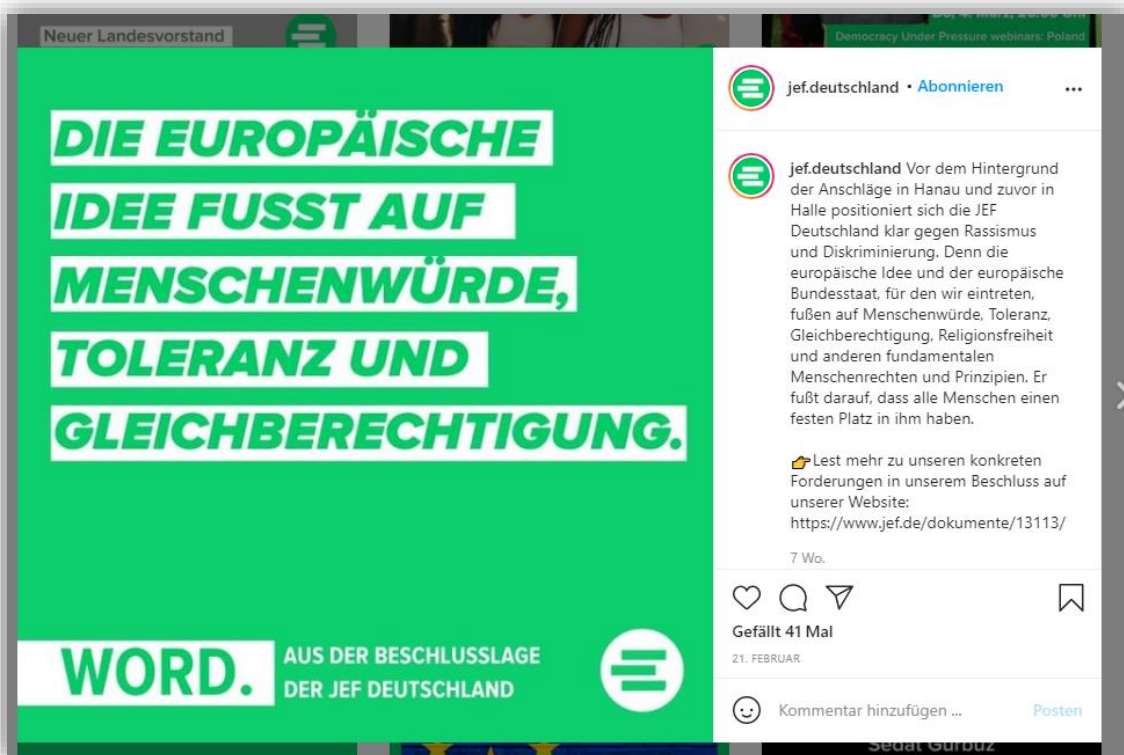 Neuer Landesvorstand
Do, 4. März, 20:00 Uhr
Democracy Under Pressure webinars: Poland
DIE EUROPÄISCHE
IDEE FUSST AUF
MENSCHENWÜRDE,
TOLERANZ UND
GLEICHBERECHTIGUNG.
WORD.
AUS DER BESCHLUSSLAGE
DER JEF DEUTSCHLAND
jef.deutschland • Abonnieren
jef.deutschland Vor dem Hintergrund
der Anschläge in Hanau und zuvor in
Halle positioniert sich die JEF
Deutschland klar gegen Rassismus
und Diskriminierung. Denn die
europäische Idee und der europäische
Bundesstaat, für den wir eintreten,
fußen auf Menschenwürde, Toleranz,
Gleichberechtigung, Religionsfreiheit
und anderen fundamentalen
Menschenrechten und Prinzipien. Er
fußt darauf, dass alle Menschen einen
festen Platz in ihm haben.
👉Lest mehr zu unseren konkreten
Forderungen in unserem Beschluss auf
unserer Website:
https://www.jef.de/dokumente/13113/
7 Wo.
Gefällt 41 Mal
21. FEBRUAR
Kommentar hinzufügen ...
Posten
Sedat Gürbüz